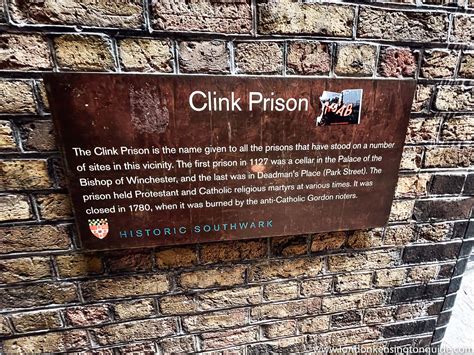 Clink Prison
The Clink Prison is the name given to all the prisons that have stood on a number
of sites in this vicinity. The first prison in 1127 was a cellar in the Palace of the
Bishop of Winchester, and the last was in Deadman's Place (Park Street). The
prison held Protestant and Catholic religious martyrs at various times. It was
closed in 1780, when it was burned by the anti-Catholic Gordon rioters.
HISTORIC SOUTHWARK
www.londonkensingtonguide.com